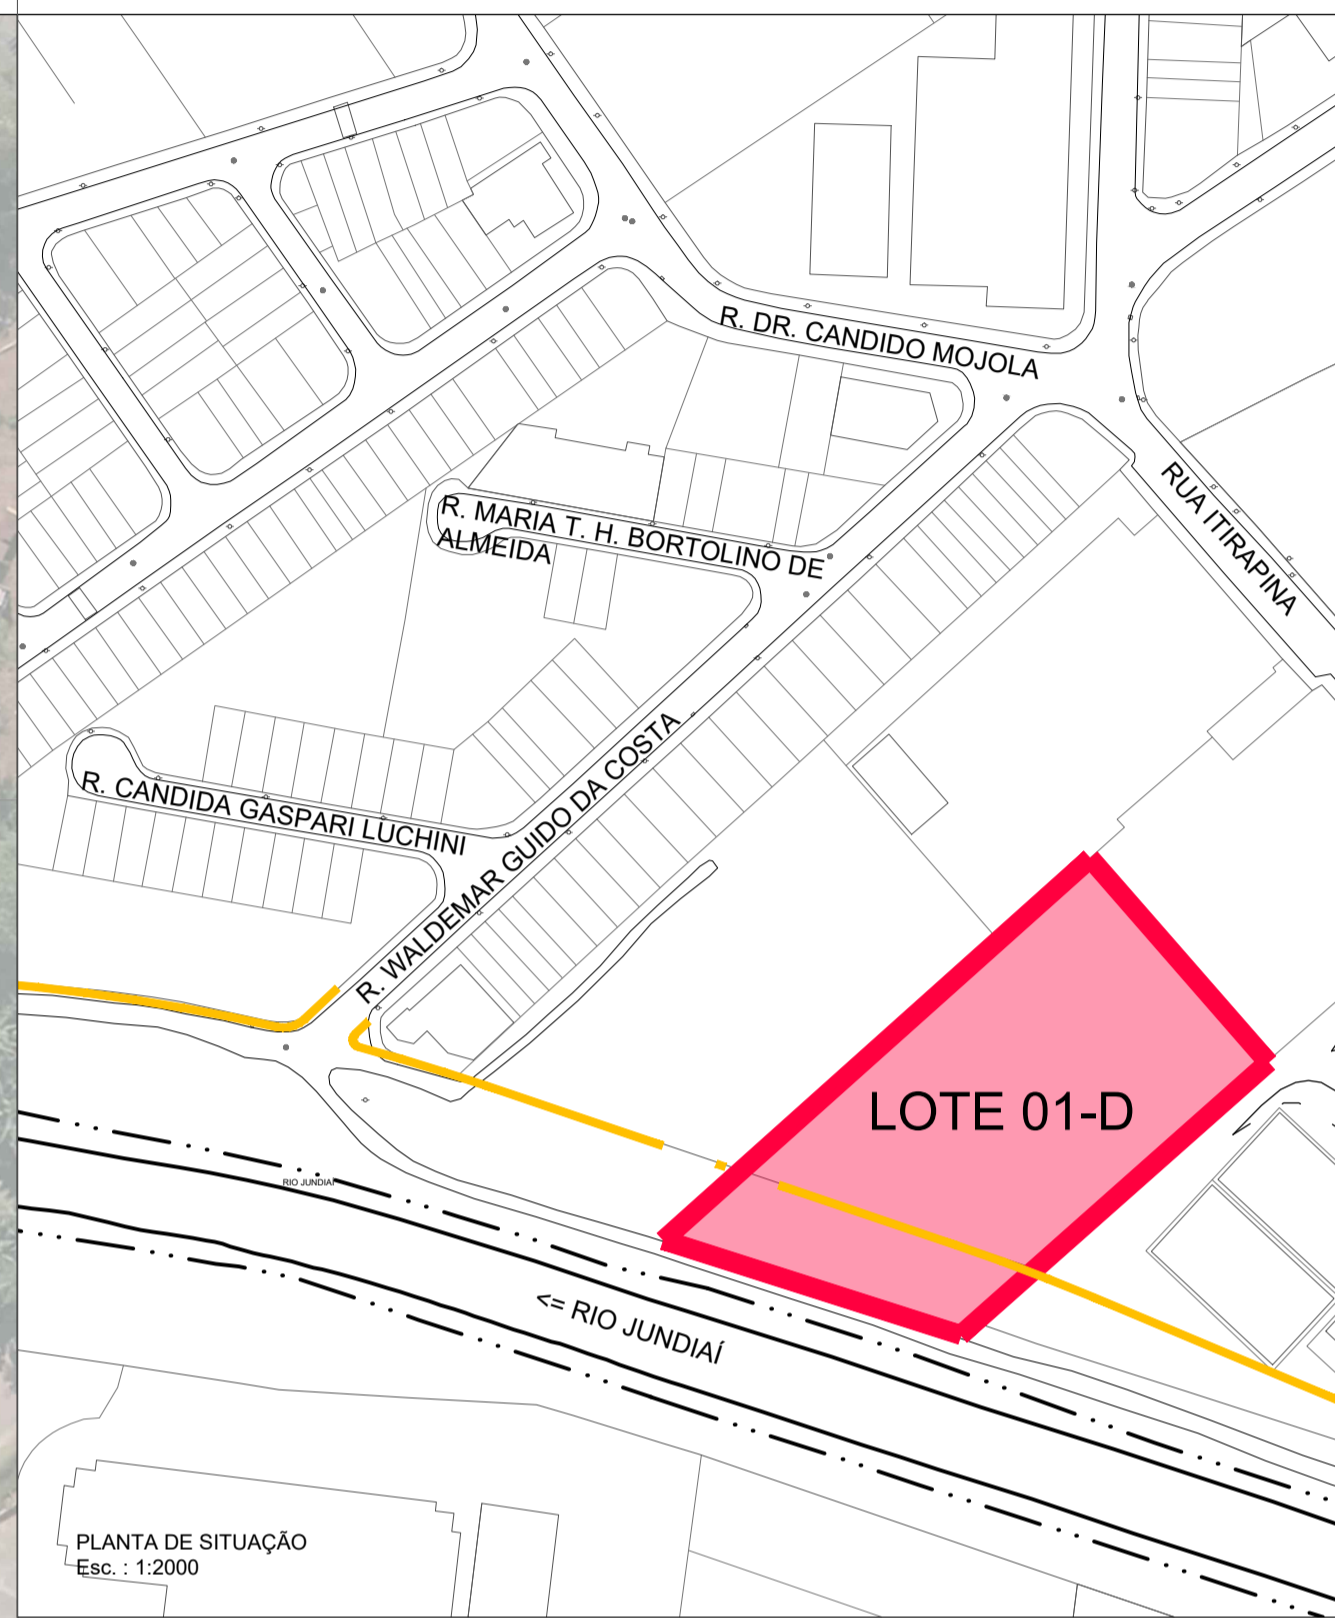 R. DR. CANDIDO MOJOLA
RUA ITIRAPINA
R. MARIA T. H. BORTOLINO DE
ALMEIDA
R. WALDEMAR GUIDO DA COSTA
R. CANDIDA GASPARI LUCHINI
LOTE 01-D
RIO JUNDIAÍ
<= RIO JUNDIAÍ
PLANTA DE SITUAÇÃO
Esc. : 1:2000